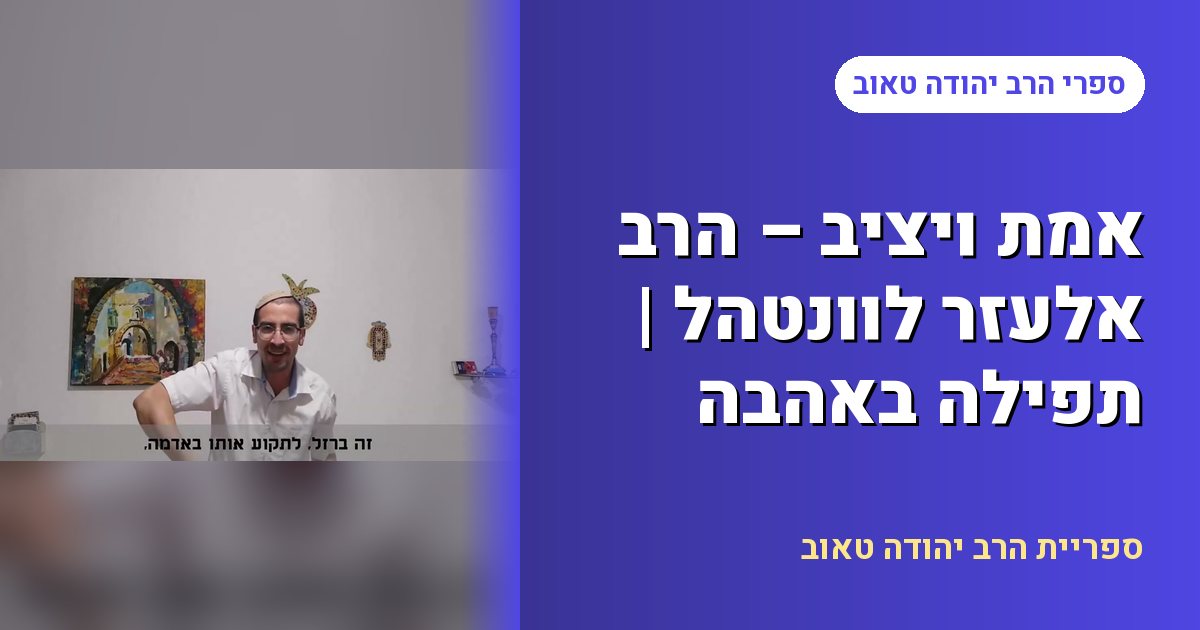 ספרי הרב יהודה טאוב
אמת ויציב – הרב
אלעזר לוונטהל |
תפילה באהבה
ספריית הרב יהודה טאוב
זה ברזל, לתקוע אותו באדמה,